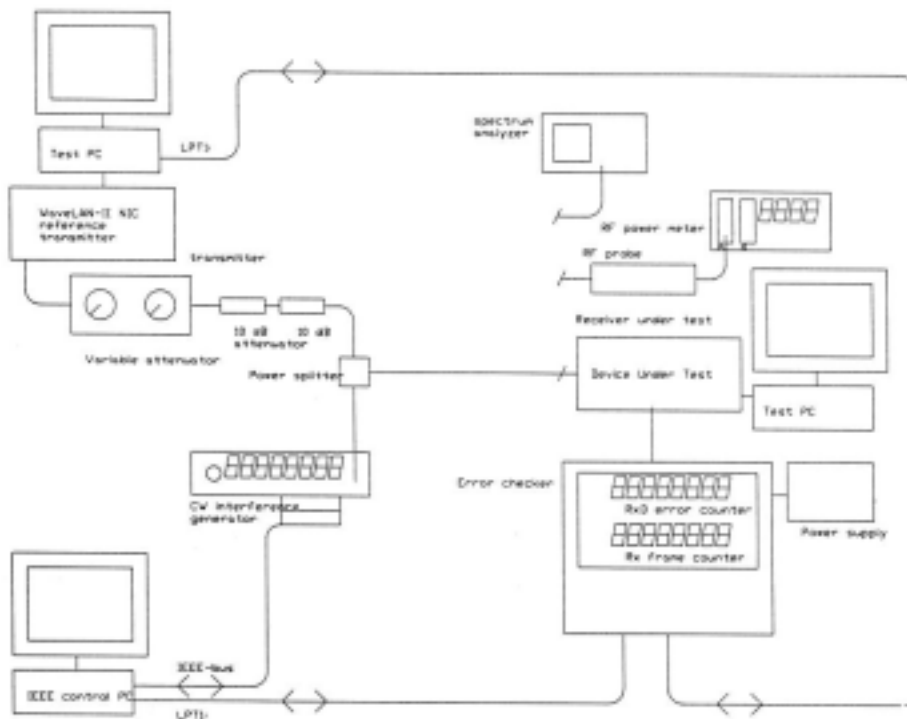 spectrum
analyzer
Test PC
LPT1
WaveLAN-II NIC
reference
transmitter
RF power meter
transmitter
RF probe
10 dB
attenuator
10 dB
Receiver under test
Variable attenuator
Power splitter
Device Under Test
Test PC
Error checker
CW interference
generator
RxD error counter
Rx frame counter
Power supply
IEEE-bus
IEEE control PC
LPT1